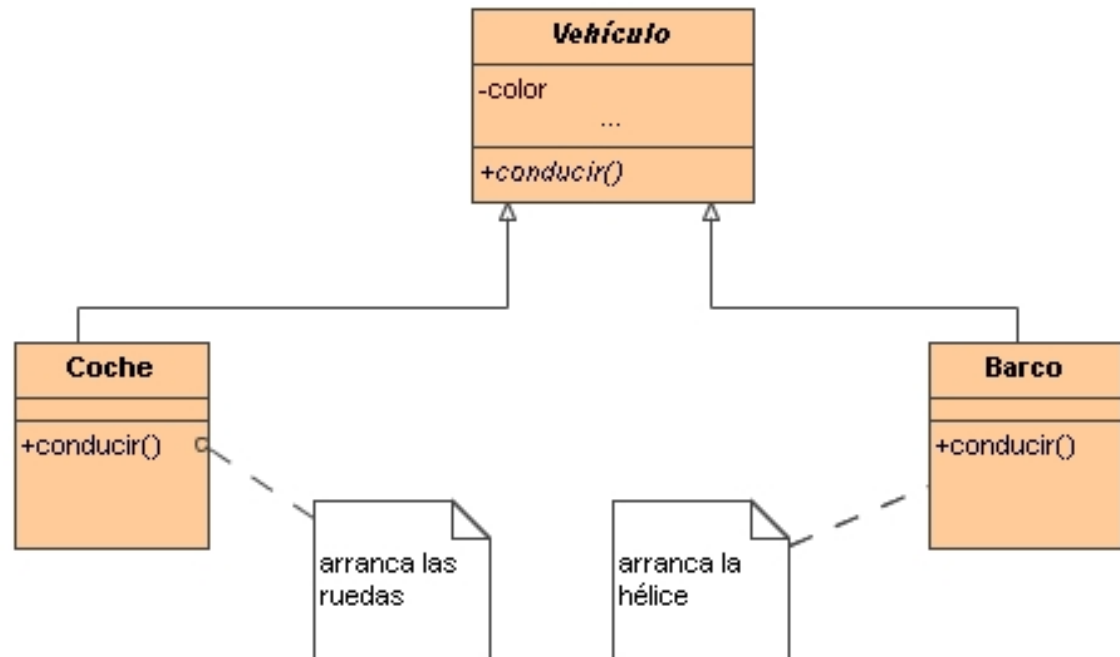 Vehículo
-color
...
+conducir()
Coche
+conducir()
Barco
+conducir()
arranca las
ruedas
arranca la
hélice